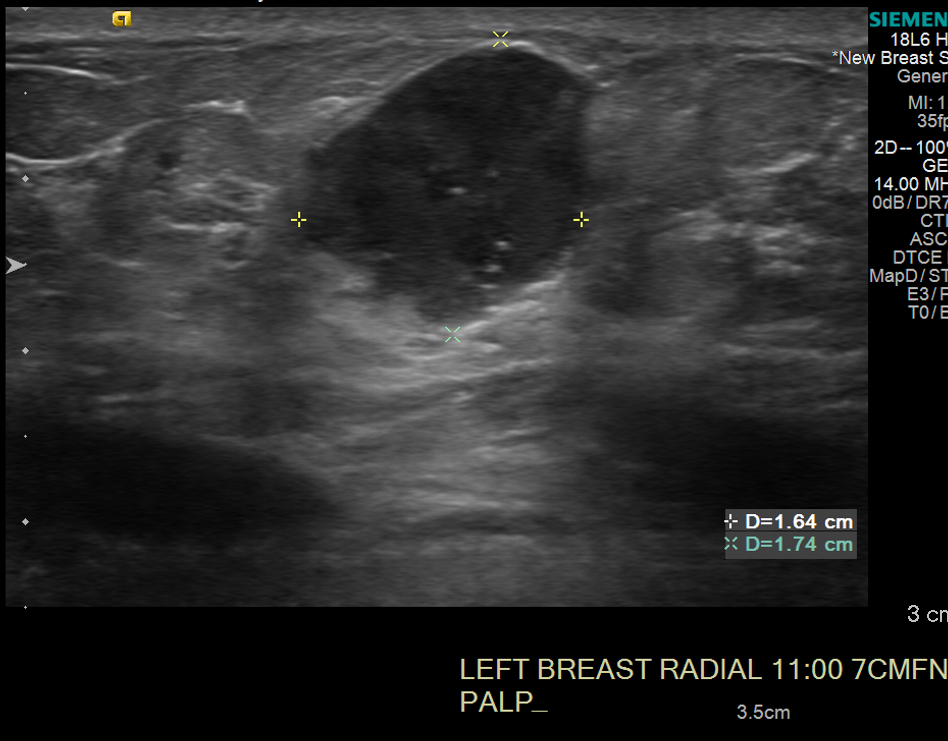 SIEMEN
18L6 H
*New Breast S
Gener
MI: 1
35fp
2D--100%
GE
14.00 MH
0dB/DR7
CTI
ASC
DTCE
MapD/ST
E3/F
T0/E
D=1.64 cm
D=1.74 cm
3 cm
LEFT BREAST RADIAL 11:00 7CMFN
PALP_
3.5cm